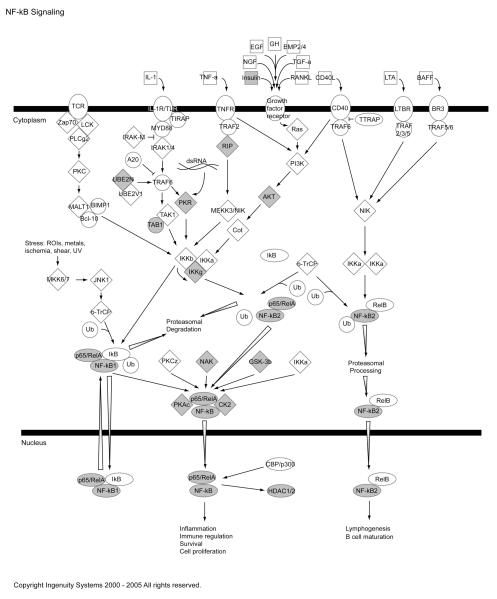 NF-kB Signaling
EGF
GH
BMP2/4
NGF
TGF-a
IL-1
TNF-a
Insulin
RANKL
CD40L
LTA
BAFF
TCR
IL-1R/TLR
TNFR
Growth
factor
receptor
CD40
LTBR
BR3
Cytoplasm
Zap70
LCK
TIRAP
MYD88
TRAF2
TRAF6
TTRAP
TRAF
2/3/5
TRAF5/6
PLCg2
IRAK-M
IRAK1/4
Ras
RIP
A20
dsRNA
PI3K
PKC
UBE2N
TRAF6
UBE2V1
PKR
AKT
MALT1
BIMP1
Bcl-10
TAK1
TAB1
MEKK3/NIK
NIK
Cot
Stress: ROIs, metals,
ischemia, shear, UV
IKKb
IKKa
IKKg
IkB
6-TrCP
IKKa
IKKa
MKK6/7
JNK1
Ub
Ub
6-TrCP
p65/RelA
NF-kB2
RelB
NF-kB2
Ub
Ub
Ub
Proteasomal
Degradation
p65/RelA
IkB
NF-kB1
Ub
PKCz
NAK
GSK-3b
IKKa
Proteasomal
Processing
PKAc
p65/RelA
CK2
NF-kB
RelB
NF-kB2
Nucleus
p65/RelA
IkB
NF-kB1
p65/RelA
NF-kB
CBP/p300
HDAC1/2
RelB
NF-kB2
Inflammation
Immune regulation
Survival
Cell proliferation
Lymphogenesis
B cell maturation
Copyright Ingenuity Systems 2000 - 2005 All rights reserved.